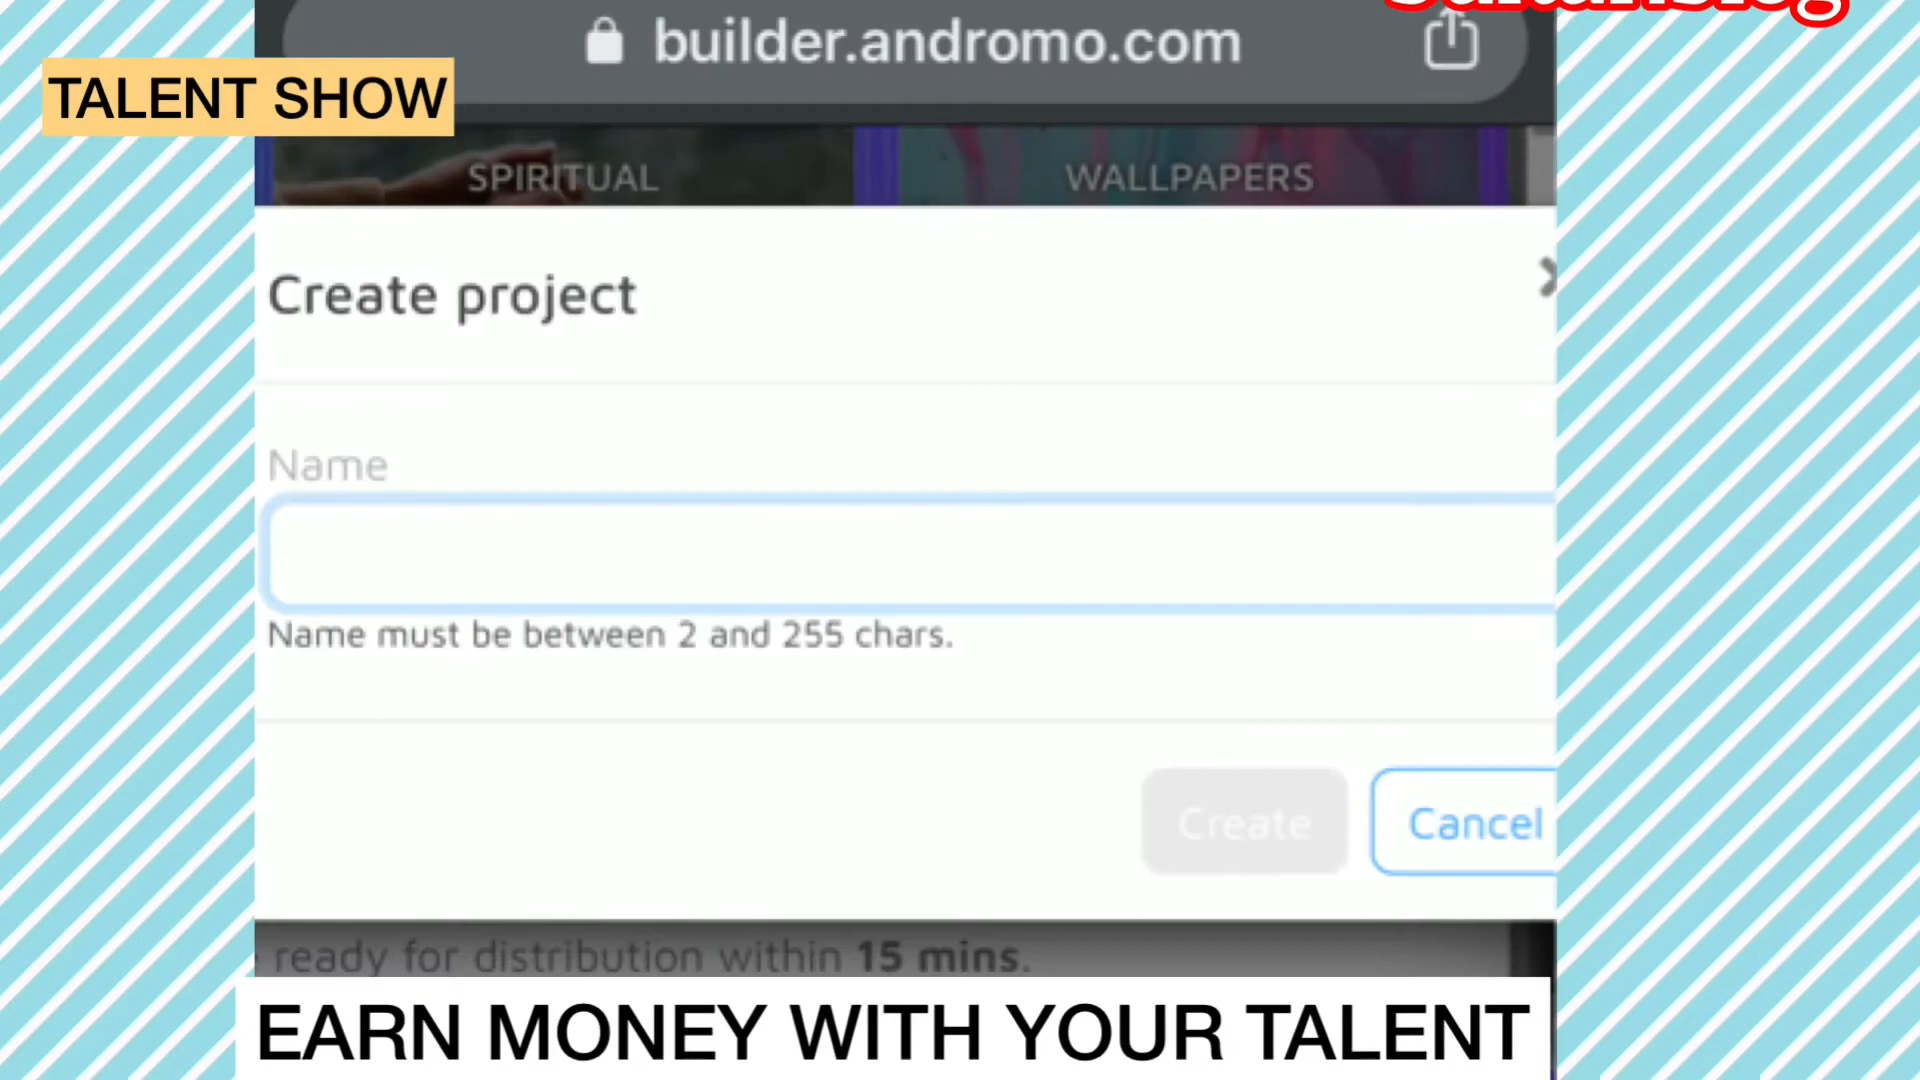 builder.andromo.com
TALENT SHOW
SPIRITUAL
WALLPAPERS
Create project
Name
Name must be between 2 and 255 chars.
Create
Cancel
ready for distribution within 15 mins.
EARN MONEY WITH YOUR TALENT